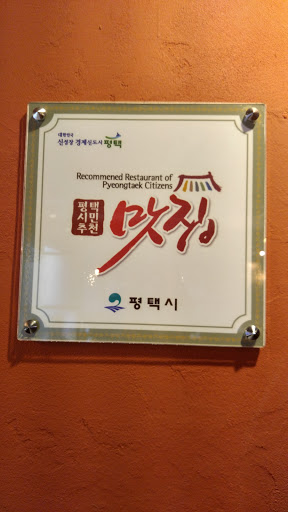 대한민국
신성장 경제신도시 평택
Recommened Restaurant of
Pyeongtaek Citizens
평택
시민
추천
맛집
평택시